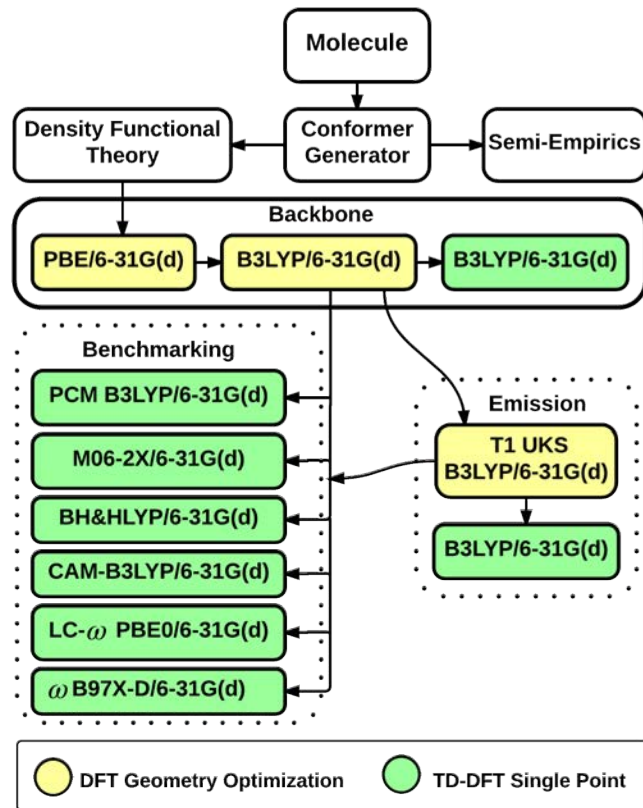 Molecule
Density Functional
Theory
Conformer
Generator
Semi-Empirics
Backbone
PBE/6-31G(d)
B3LYP/6-31G(d)
B3LYP/6-31G(d)
Benchmarking
PCM B3LYP/6-31G(d)
M06-2X/6-31G(d)
BH&HLYP/6-31G(d)
CAM-B3LYP/6-31G(d)
LC-ω PBE0/6-31G(d)
ωB97X-D/6-31G(d)
Emission
T1 UKS
B3LYP/6-31G(d)
B3LYP/6-31G(d)
DFT Geometry Optimization
TD-DFT Single Point